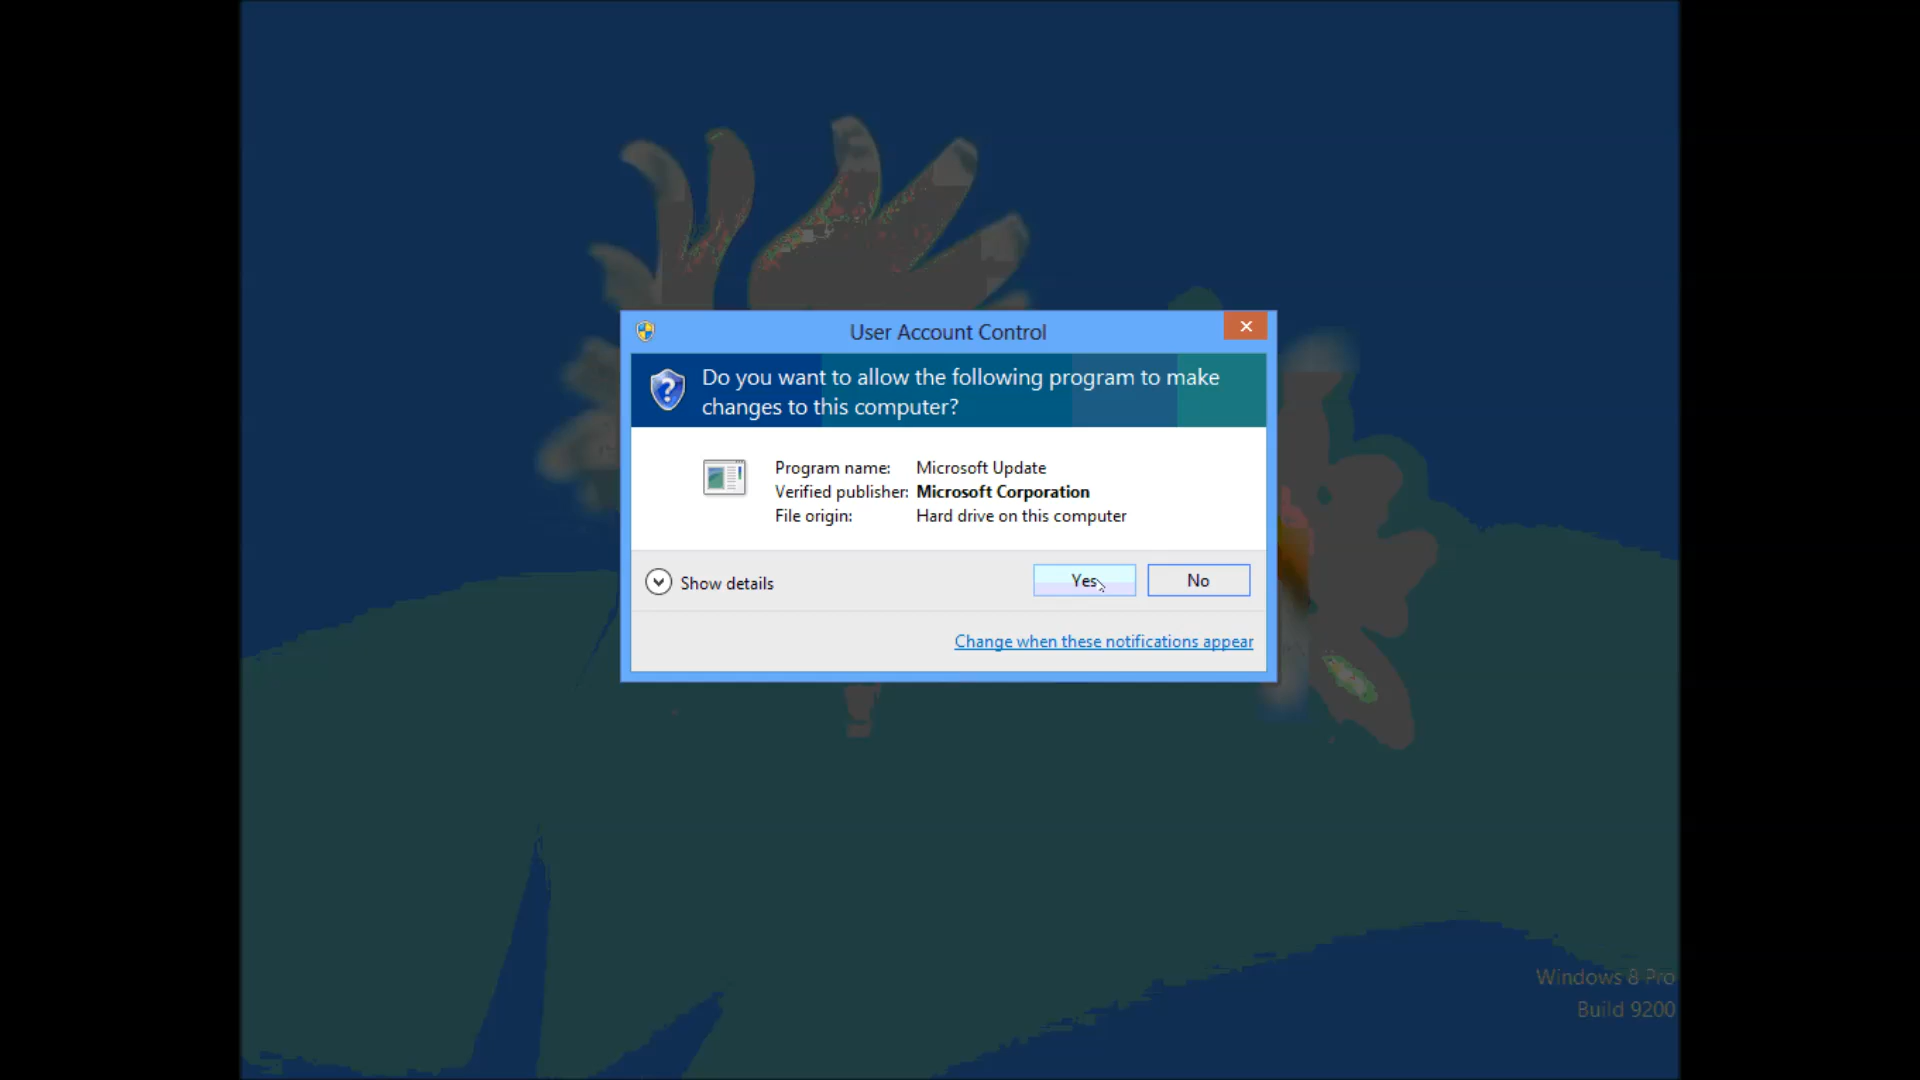 User Account Control
Do you want to allow the following program to make
changes to this computer?
Program name: Microsoft Update
Verified publisher: Microsoft Corporation
File origin: Hard drive on this computer
Show details
Yes
No
Change when these notifications appear
Windows 8 Pro
Build 9200